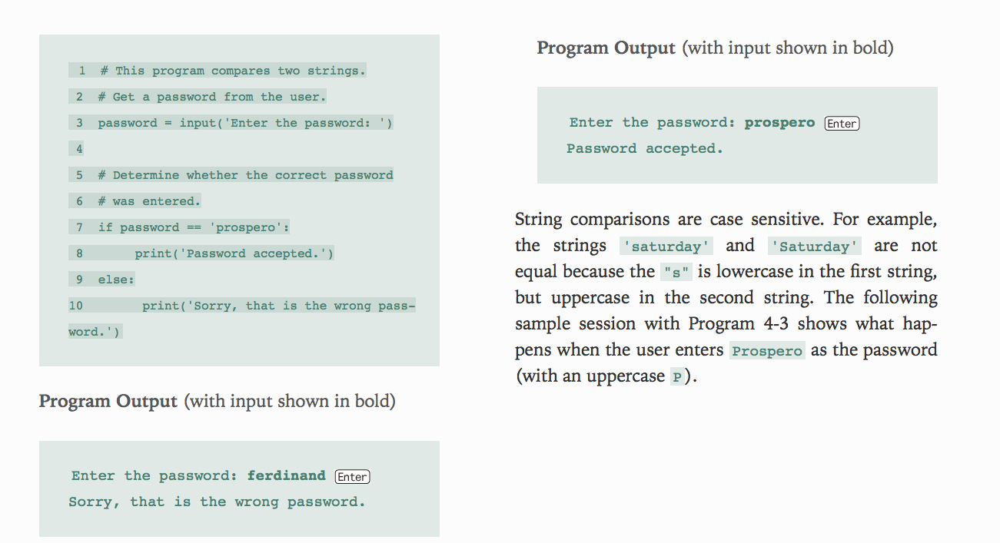 1 # This program compares two strings.
2 # Get a password from the user.
3 password = input('Enter the password: ')
4
5 # Determine whether the correct password
6 # was entered.
7 if password == 'prospero':
8     print('Password accepted.')
9 else:
10     print('Sorry, that is the wrong pass-
word.')
Program Output (with input shown in bold)
Enter the password: ferdinand Enter
Sorry, that is the wrong password.
Program Output (with input shown in bold)
Enter the password: prospero Enter
Password accepted.
String comparisons are case sensitive. For example,
the strings 'saturday' and 'Saturday' are not
equal because the "s" is lowercase in the first string,
but uppercase in the second string. The following
sample session with Program 4-3 shows what hap-
pens when the user enters Prospero as the password
(with an uppercase P).